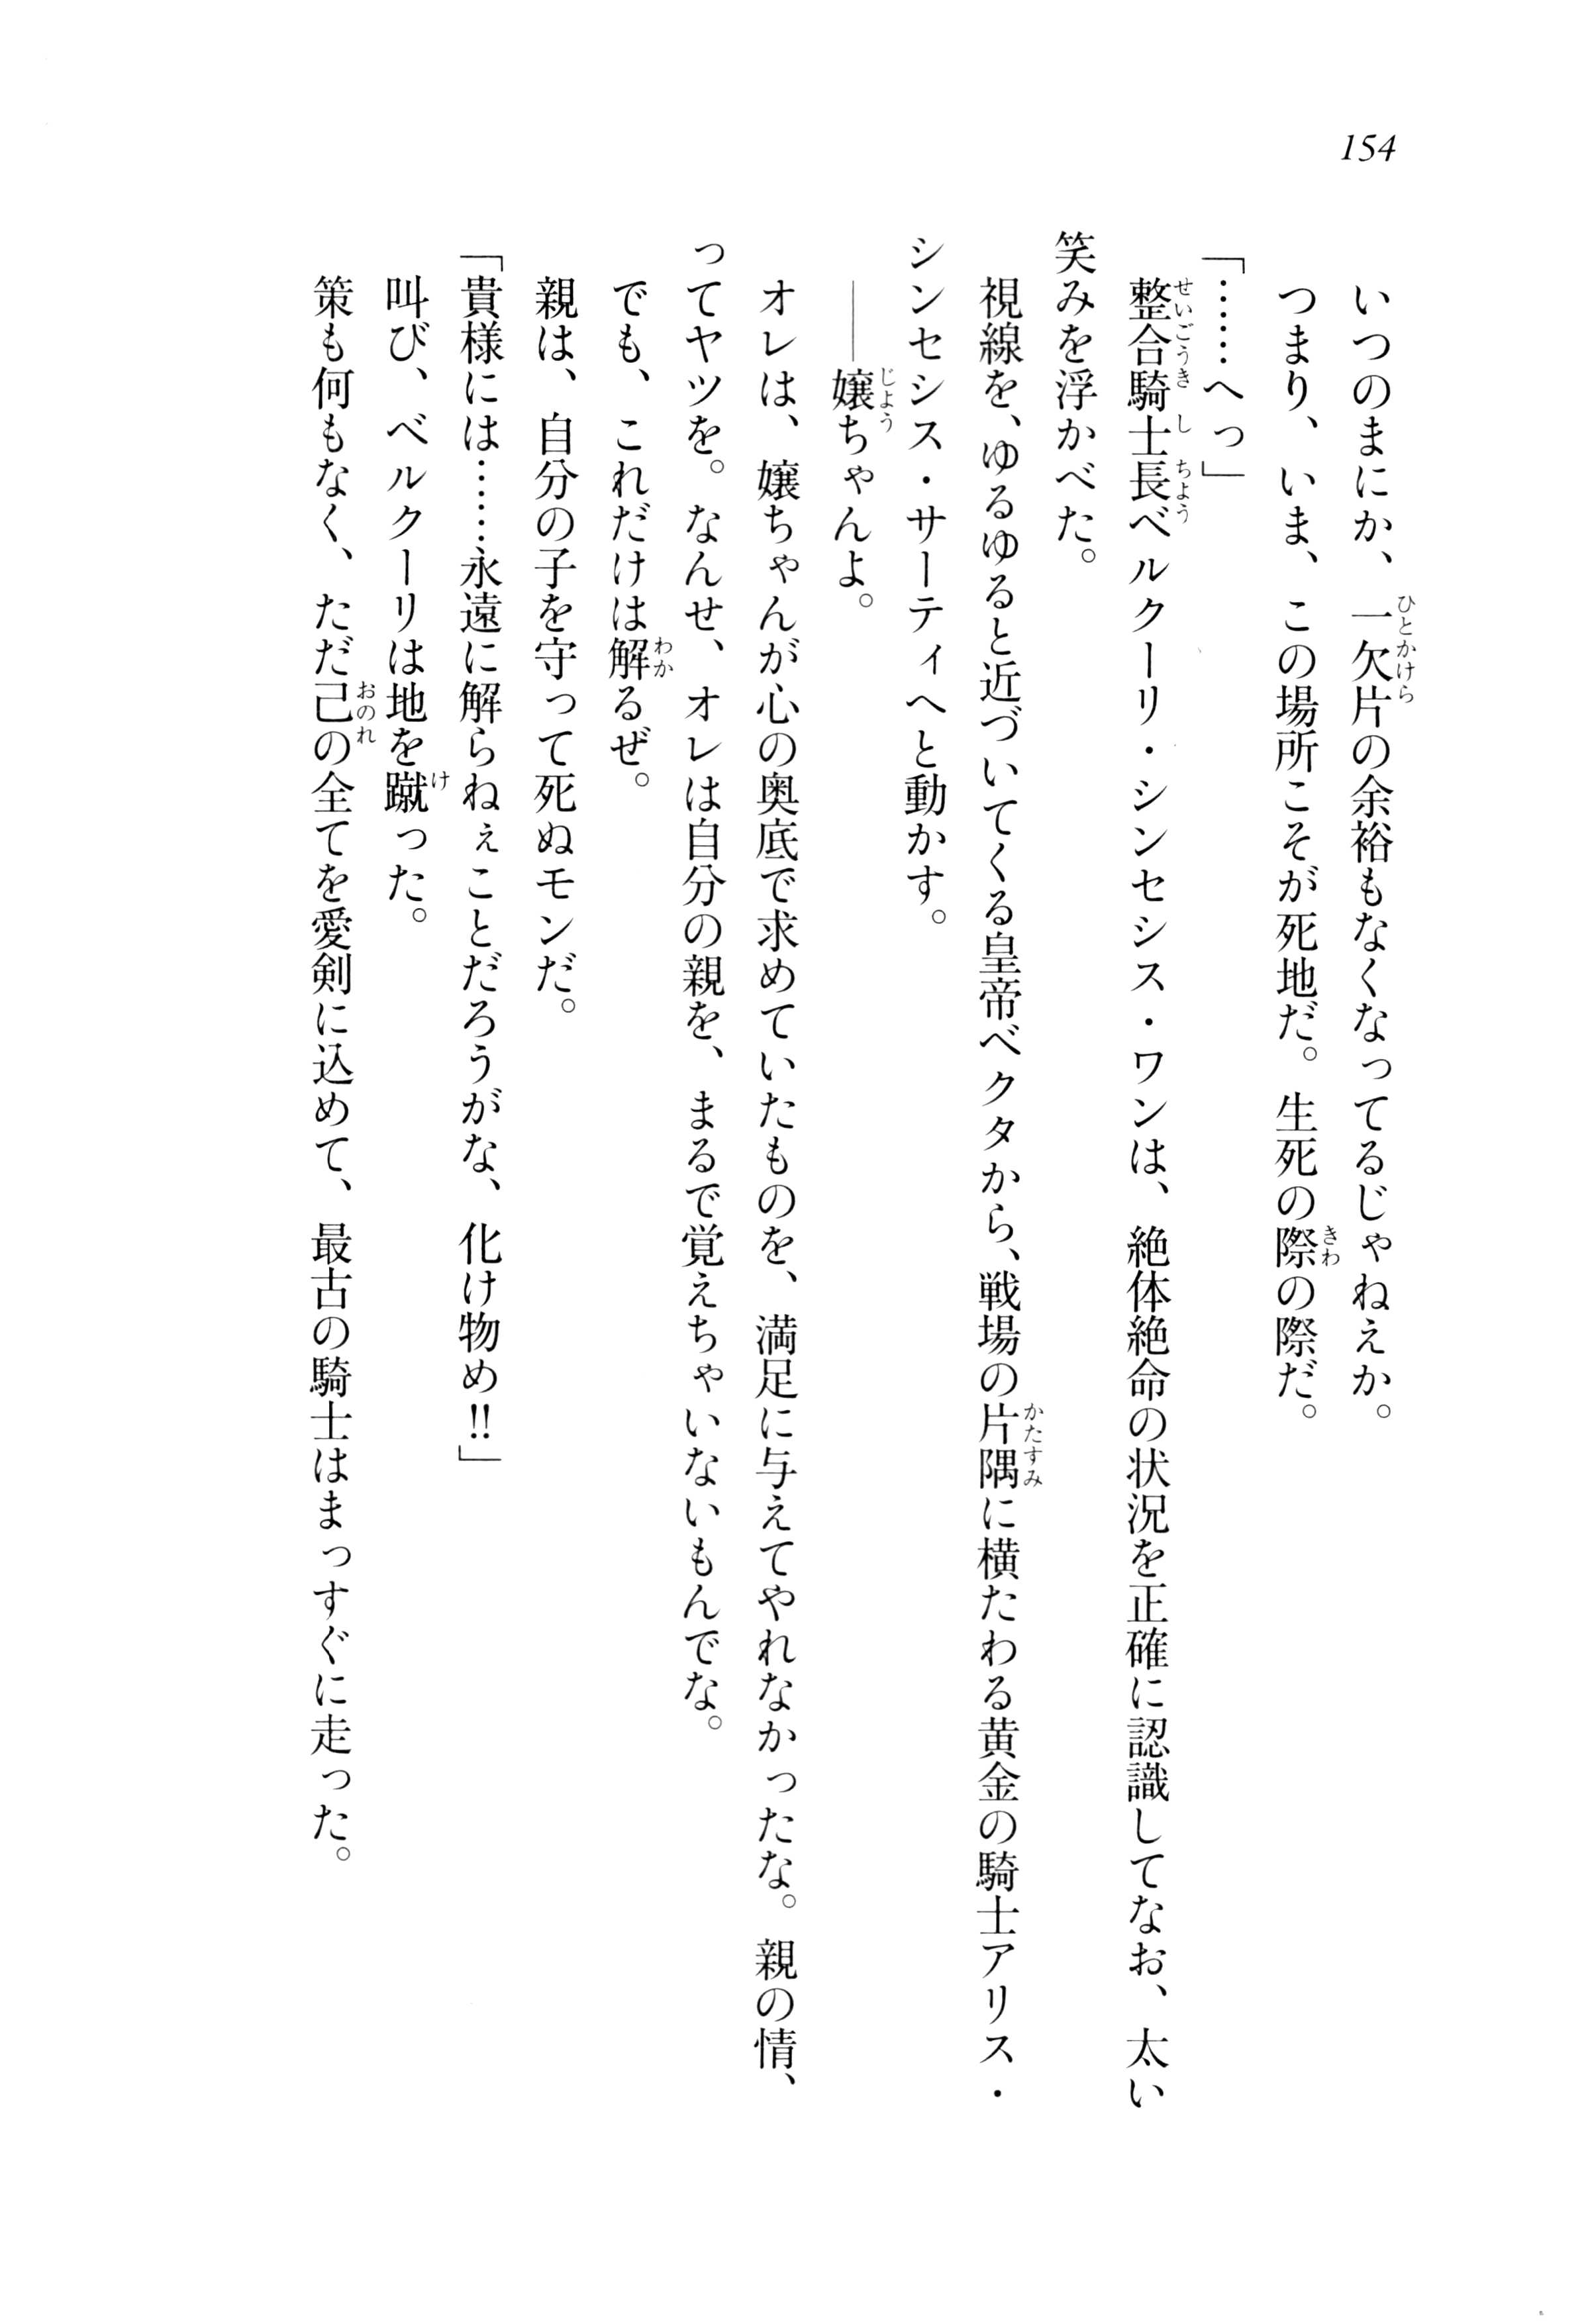 154
いつのまにか、一欠片の余裕もなくなってるじゃねえか。
つまり、いま、この場所こそが死地だ。生死の際の際だ。
「……へっ」
整合騎士長ベルクーリ・シンセシス・ワンは、絶体絶命の状況を正確に認識してなお、太い
笑みを浮かべた。
視線を、ゆるゆると近づいてくる皇帝ベクタから、戦場の片隅に横たわる黄金の騎士アリス・
シンセシス・サーティへと動かす。
――嬢ちゃんよ。
オレは、嬢ちゃんが心の奥底で求めていたものを、満足に与えてやれなかったな。親の情、
ってヤツを。なんせ、オレは自分の親を、まるで覚えちゃいないもんでな。
でも、これだけは解るぜ。
親は、自分の子を守って死ぬモンだ。
「貴様には……永遠に解らねぇことだろうがな、化け物め!!」
叫び、ベルクーリは地を蹴った。
策も何もなく、ただ己の全てを愛剣に込めて、最古の騎士はまっすぐに走った。